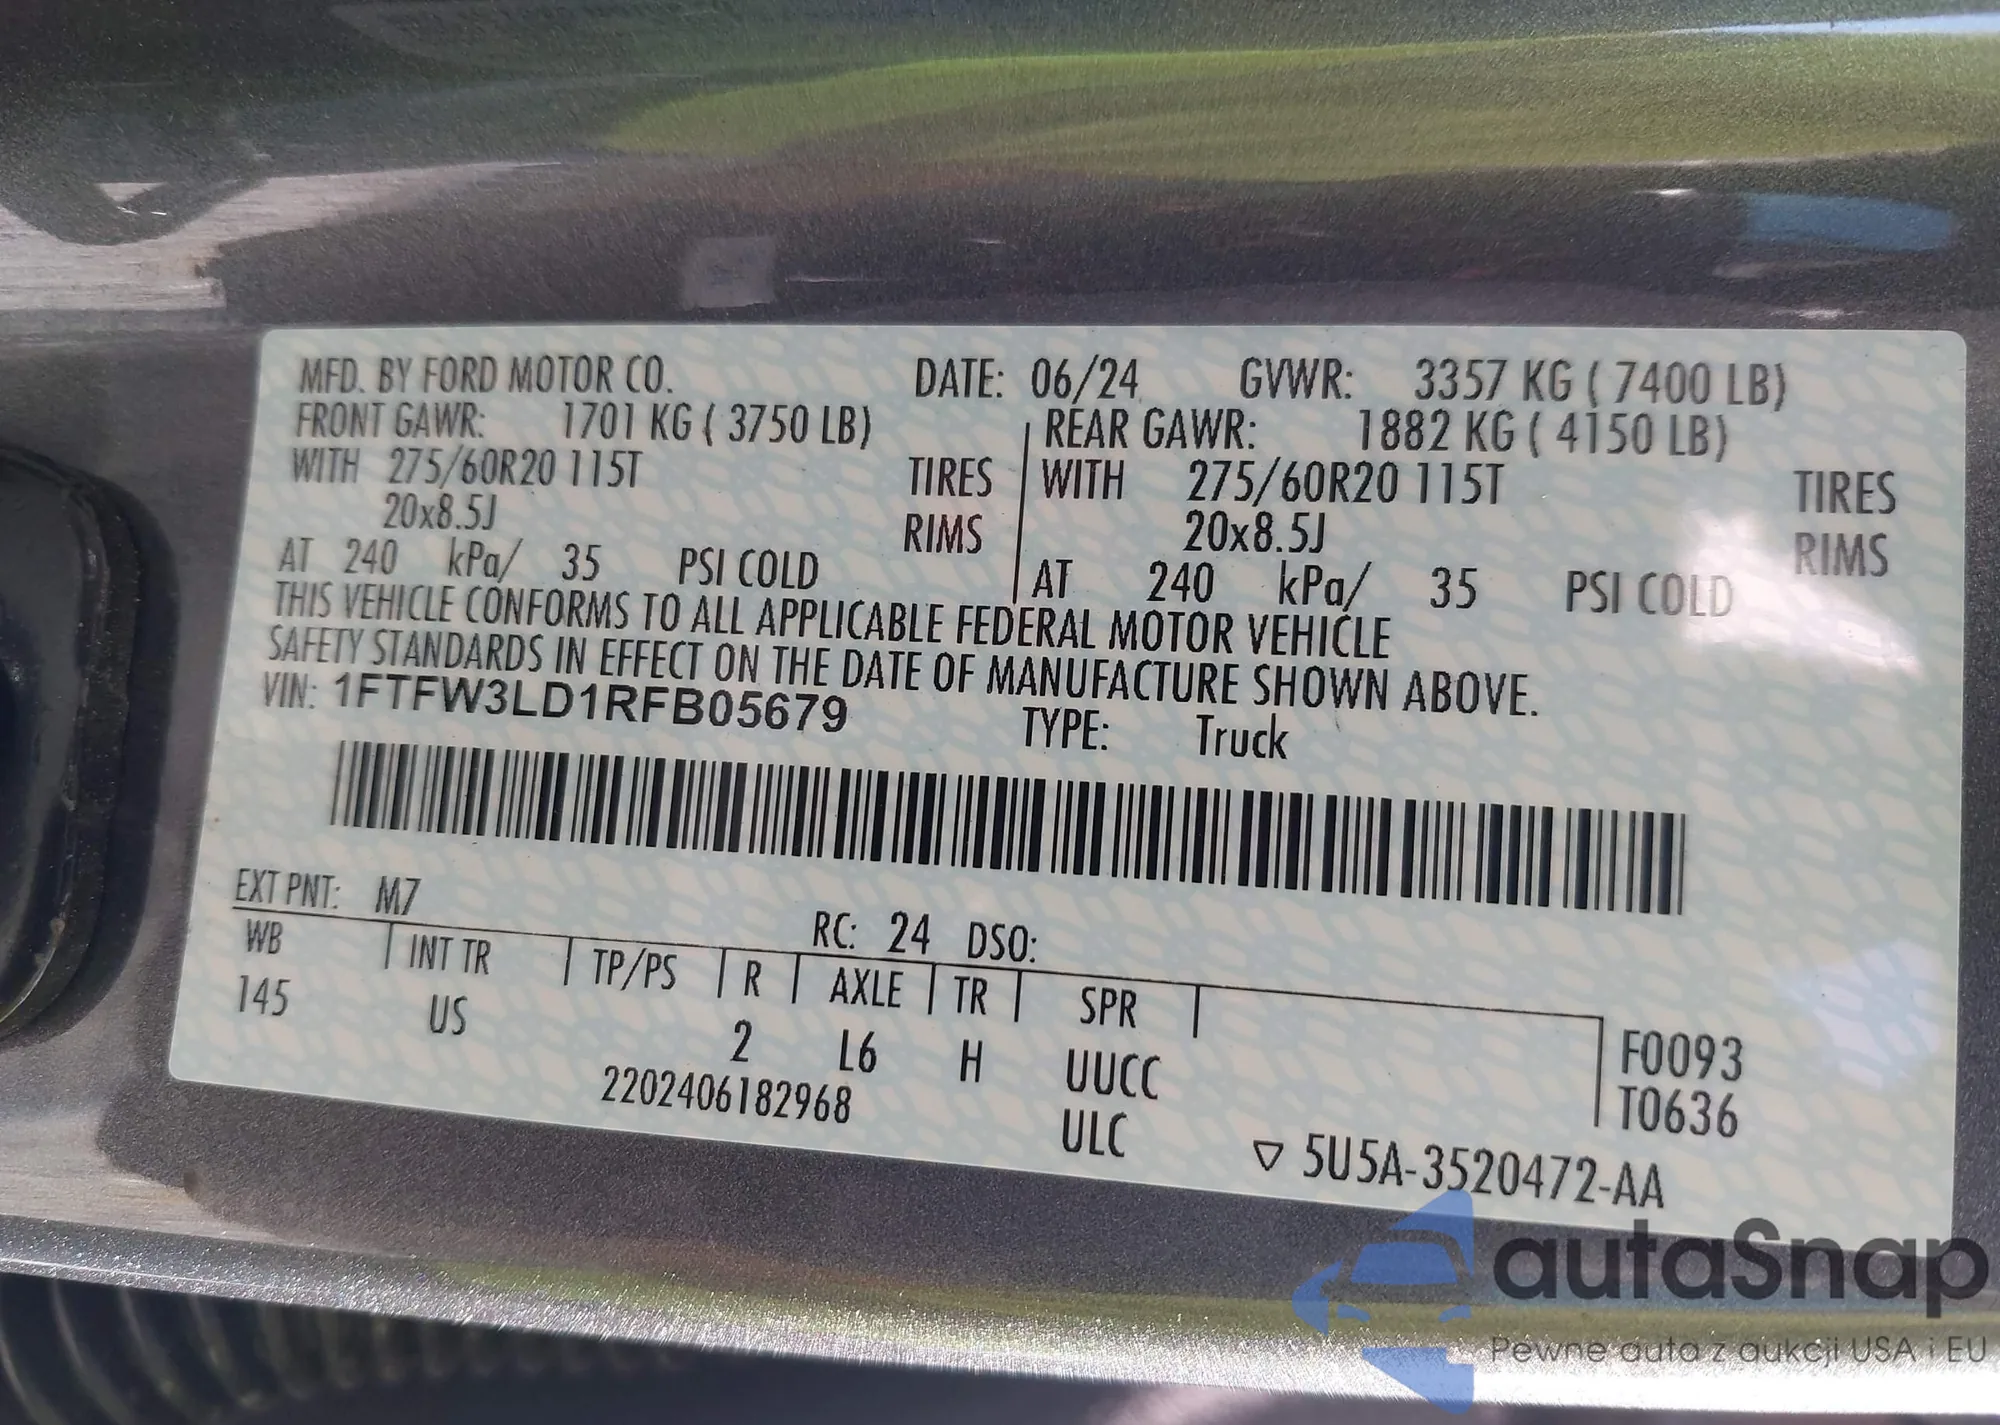 MFD. BY FORD MOTOR CO. DATE: 06/24 GVWR: 3357 KG ( 7400 LB)
FRONT GAWR: 1701 KG ( 3750 LB) REAR GAWR: 1882 KG ( 4150 LB)
WITH 275/60R20 115T TIRES WITH 275/60R20 115T TIRES
20x8.5J RIMS 20x8.5J RIMS
AT 240 kPa/ 35 PSI COLD AT 240 kPa/ 35 PSI COLD
THIS VEHICLE CONFORMS TO ALL APPLICABLE FEDERAL MOTOR VEHICLE
SAFETY STANDARDS IN EFFECT ON THE DATE OF MANUFACTURE SHOWN ABOVE.
VIN: 1FTFW3LD1RFB05679 TYPE: Truck
EXT PNT: M7 RC: 24 DSO:
WB INT TR TP/PS R AXLE TR SPR
145 US 2 L6 H UUCC F0093
2202406182968 ULC T0636
▽ 5U5A-3520472-AA
autaSnap
Pewne auta z aukcji USA i EU